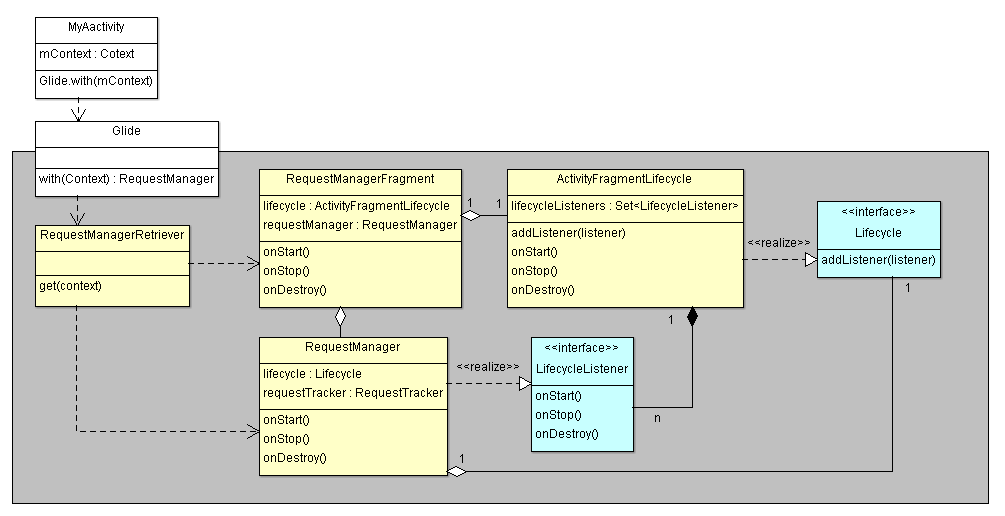 MyAactivity
mContext : Cotext
Glide.with(mContext)
Glide
with(Context) : RequestManager
RequestManagerRetriever
get(context)
RequestManagerFragment
lifecycle : ActivityFragmentLifecycle
requestManager : RequestManager
onStart()
onStop()
onDestroy()
1
1
ActivityFragmentLifecycle
lifecycleListeners : Set<LifecycleListener>
addListener(listener)
onStart()
onStop()
onDestroy()
<<realize>>
<<interface>>
Lifecycle
addListener(listener)
1
1
RequestManager
lifecycle : Lifecycle
requestTracker : RequestTracker
onStart()
onStop()
onDestroy()
<<realize>>
<<interface>>
LifecycleListener
onStart()
onStop()
onDestroy()
n
1